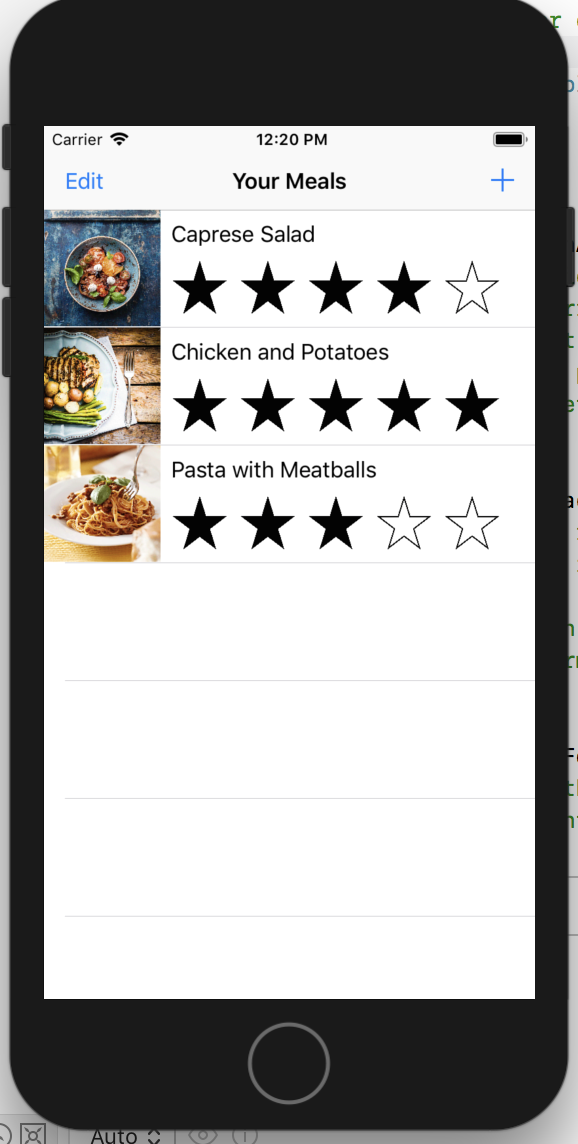 Carrier
12:20 PM
Edit
Your Meals
Caprese Salad
Chicken and Potatoes
Pasta with Meatballs
Auto